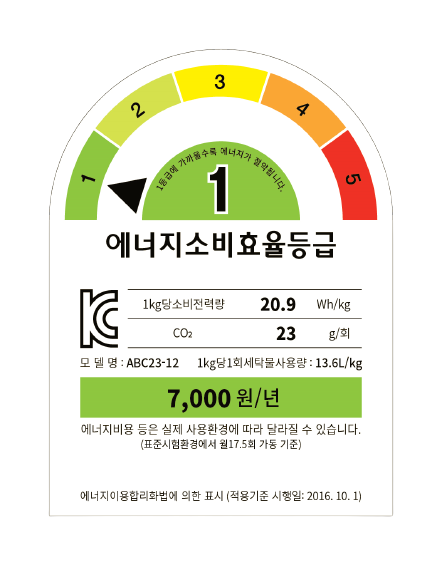 1
2
3
4
5
1등급에 가까울수록 에너지가 절약됩니다.
1
에너지소비효율등급
KC
1kg당소비전력량 20.9 Wh/kg
CO₂ 23 g/회
모 델 명 : ABC23-12 1kg당1회세탁물사용량 : 13.6L/kg
7,000 원/년
에너지비용 등은 실제 사용환경에 따라 달라질 수 있습니다.
(표준시험환경에서 월17.5회 가동 기준)
에너지이용합리화법에 의한 표시 (적용기준 시행일: 2016. 10. 1)